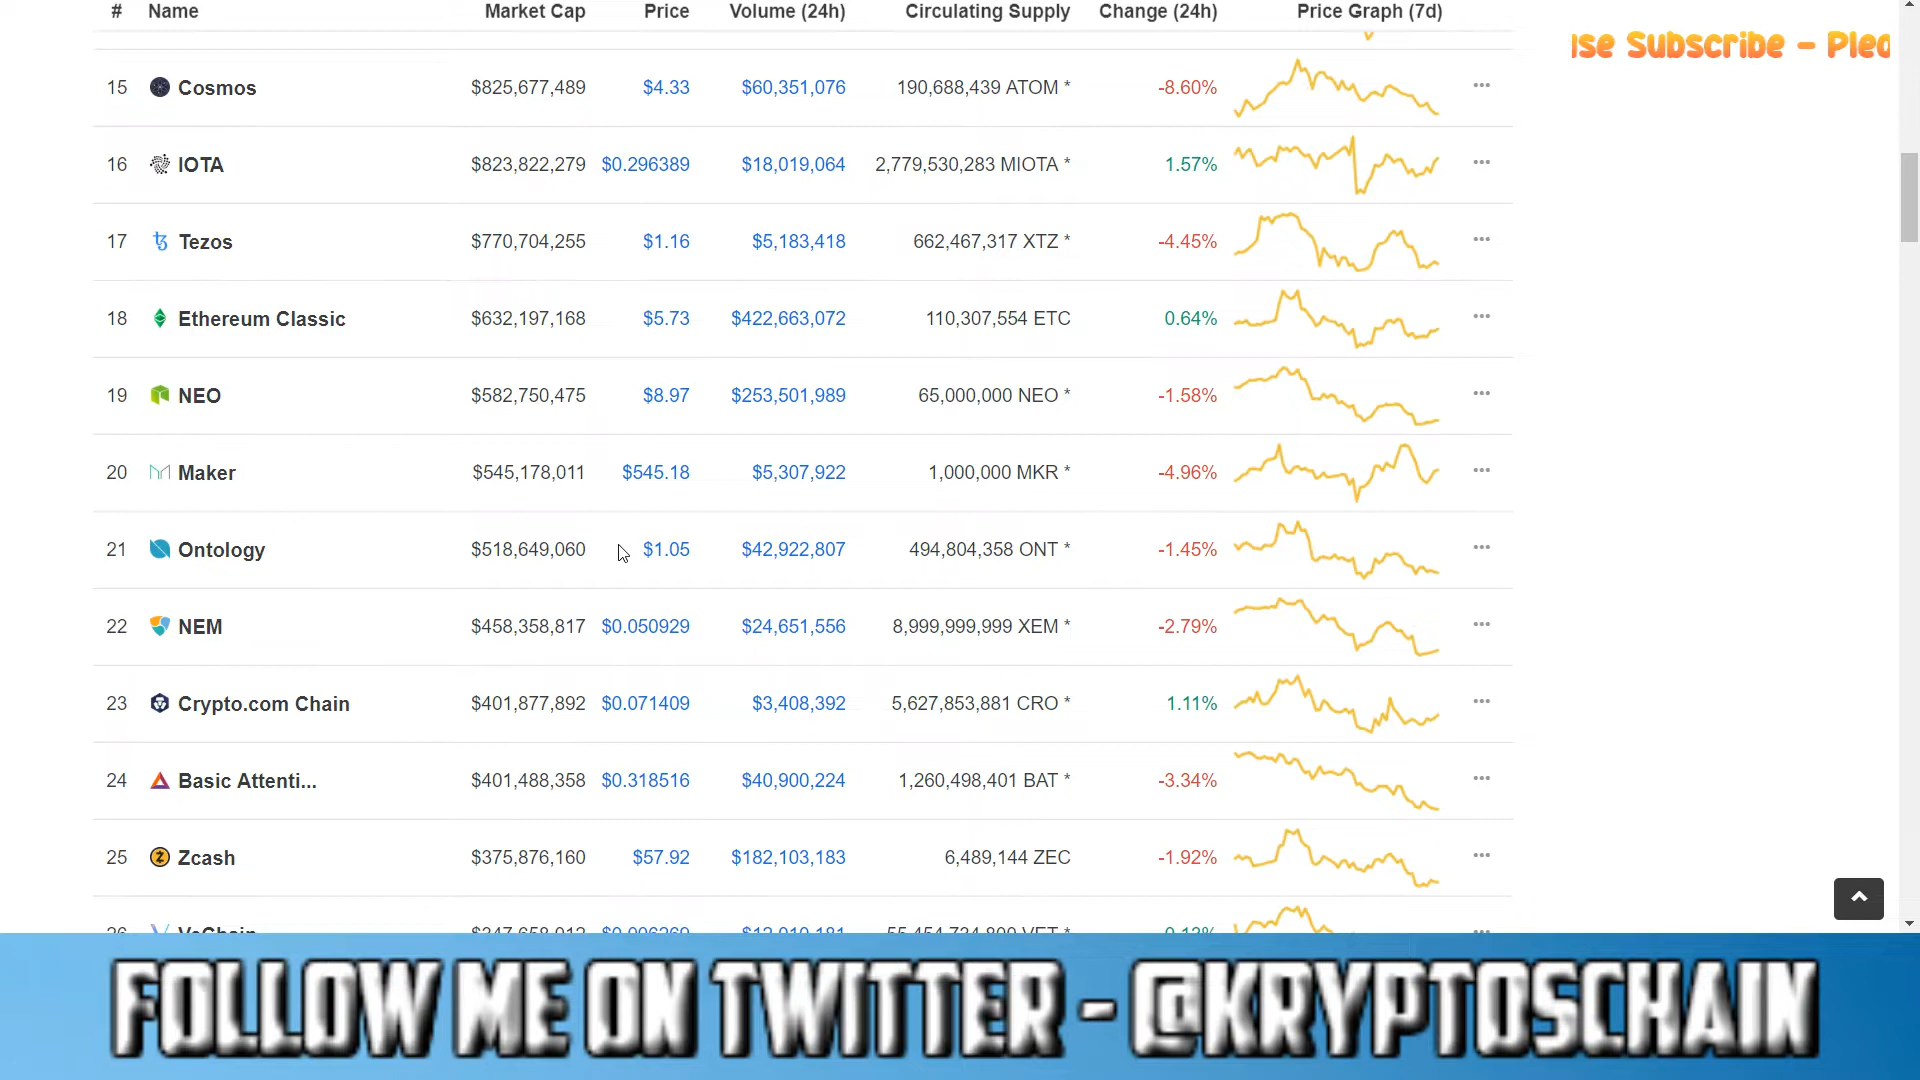 # Name Market Cap Price Volume (24h) Circulating Supply Change (24h) Price Graph (7d)
se Subscribe - Plea
15 Cosmos $825,677,489 $4.33 $60,351,076 190,688,439 ATOM * -8.60%
16 IOTA $823,822,279 $0.296389 $18,019,064 2,779,530,283 MIOTA * 1.57%
17 Tezos $770,704,255 $1.16 $5,183,418 662,467,317 XTZ * -4.45%
18 Ethereum Classic $632,197,168 $5.73 $422,663,072 110,307,554 ETC 0.64%
19 NEO $582,750,475 $8.97 $253,501,989 65,000,000 NEO * -1.58%
20 Maker $545,178,011 $545.18 $5,307,922 1,000,000 MKR * -4.96%
21 Ontology $518,649,060 $1.05 $42,922,807 494,804,358 ONT * -1.45%
22 NEM $458,358,817 $0.050929 $24,651,556 8,999,999,999 XEM * -2.79%
23 Crypto.com Chain $401,877,892 $0.071409 $3,408,392 5,627,853,881 CRO * 1.11%
24 Basic Attenti... $401,488,358 $0.318516 $40,900,224 1,260,498,401 BAT * -3.34%
25 Zcash $375,876,160 $57.92 $182,103,183 6,489,144 ZEC -1.92%
26 VeChain
FOLLOW ME ON TWITTER - @KRYPTOSCHAIN